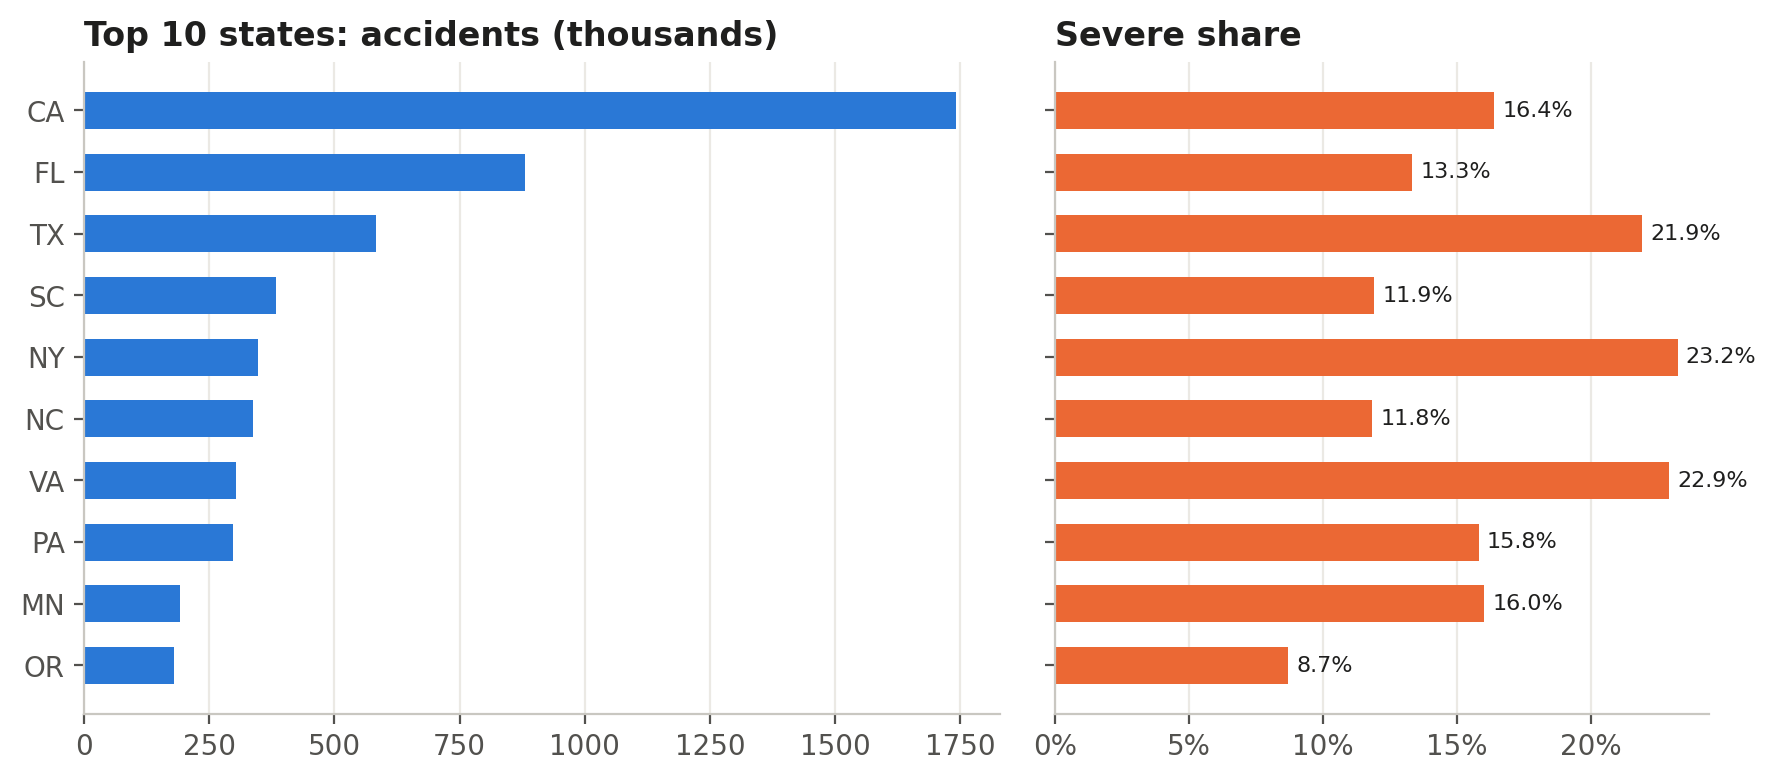 Top 10 states: accidents (thousands)
CA
FL
TX
SC
NY
NC
VA
PA
MN
OR
0 250 500 750 1000 1250 1500 1750
Severe share
16.4%
13.3%
21.9%
11.9%
23.2%
11.8%
22.9%
15.8%
16.0%
8.7%
0% 5% 10% 15% 20%